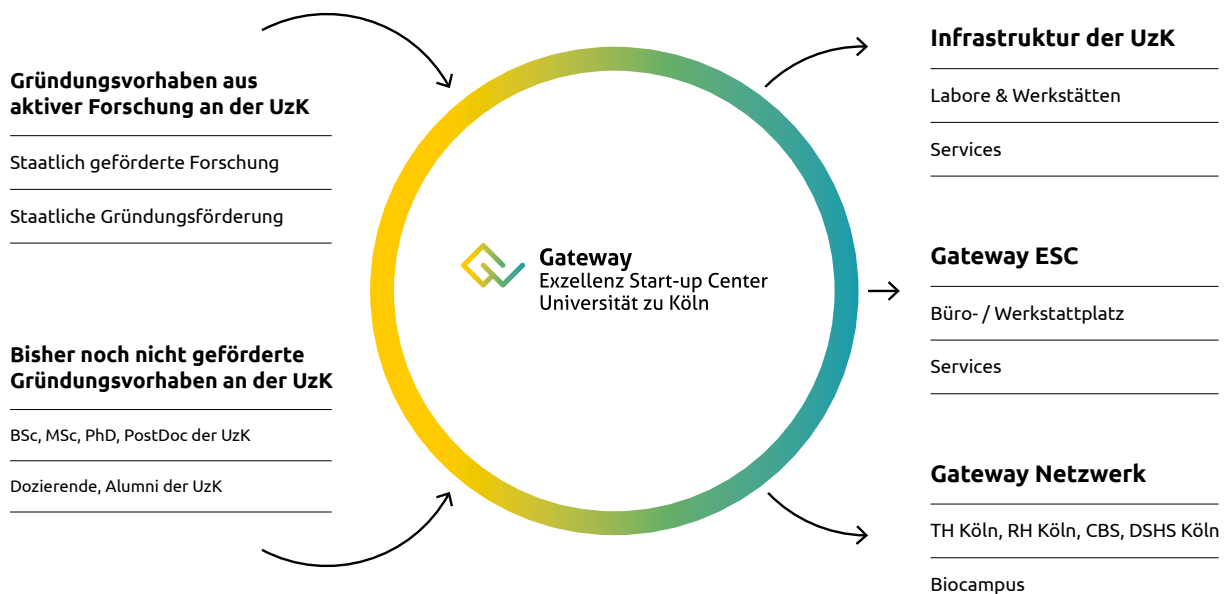 Gründungsvorhaben aus
aktiver Forschung an der UzK
Staatlich geförderte Forschung
Staatliche Gründungsförderung
Bisher noch nicht geförderte
Gründungsvorhaben an der UzK
BSc, MSc, PhD, PostDoc der UzK
Dozierende, Alumni der UzK
Gateway
Exzellenz Start-up Center
Universität zu Köln
Infrastruktur der UzK
Labore & Werkstätten
Services
Gateway ESC
Büro- / Werkstattplatz
Services
Gateway Netzwerk
TH Köln, RH Köln, CBS, DSHS Köln
Biocampus